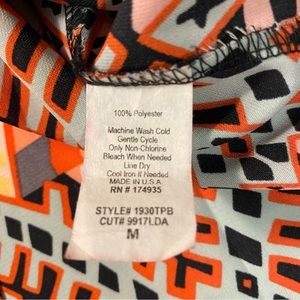 100% Polyester
Machine Wash Cold
Gentle Cycle
Only Non-Chlorine
Bleach When Needed
Line Dry
Cool Iron II Needed
MADE IN U.S.A.
RN # 174935
STYLE# 1930TPB
CUT# 9917LDA
M